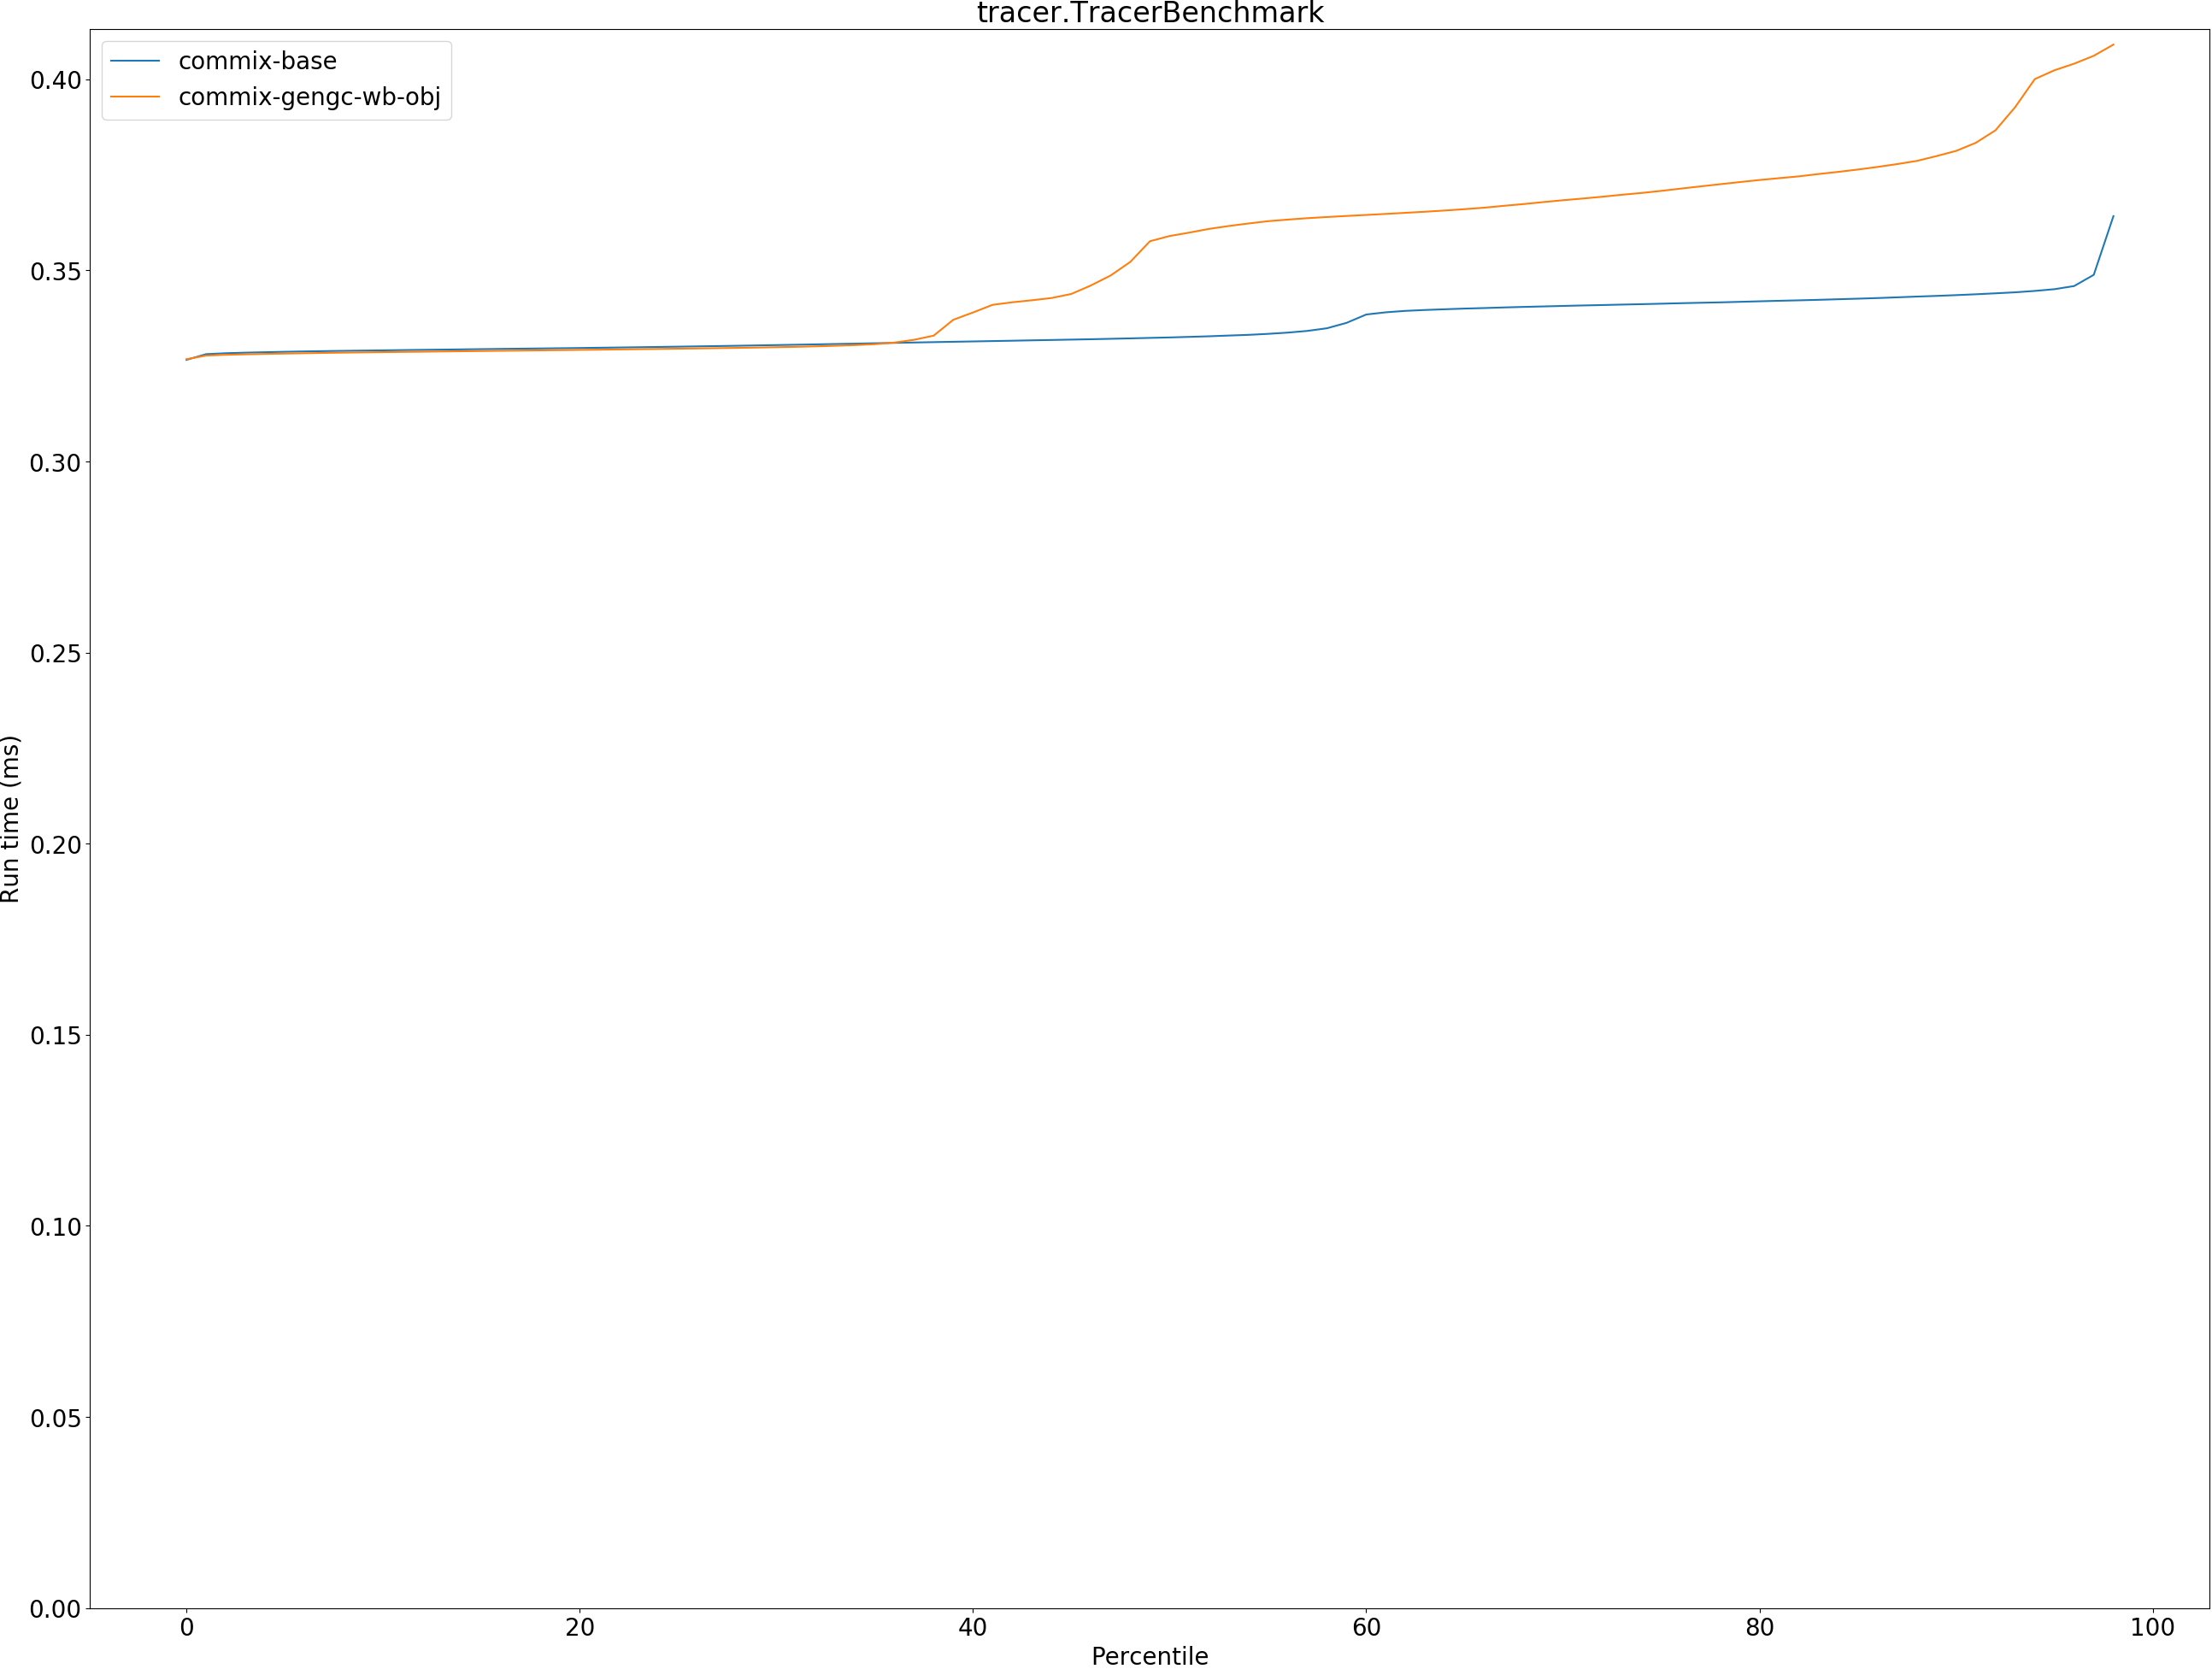 tracer.TracerBenchmark
commix-base
commix-gengc-wb-obj
Run time (ms)
0.40
0.35
0.30
0.25
0.20
0.15
0.10
0.05
0.00
0 20 40 60 80 100
Percentile